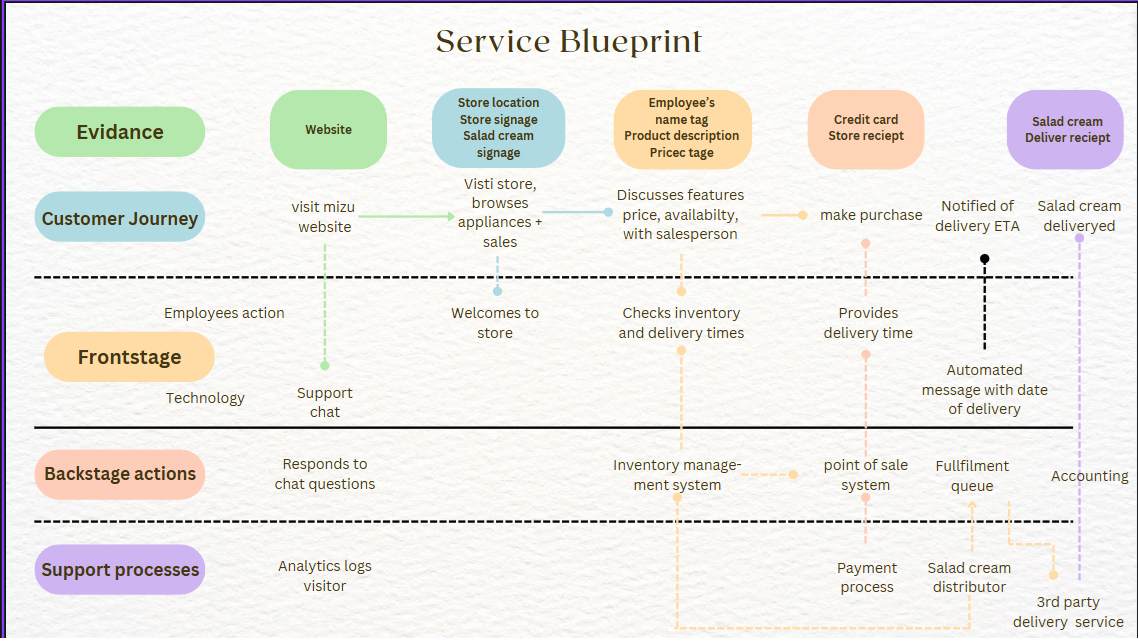 Service Blueprint
Evidance
Website
Store location
Store signage
Salad cream
signage
Employee's
name tag
Product description
Pricec tage
Credit card
Store reciept
Salad cream
Deliver reciept
Customer Journey
visit mizu
website
Visti store,
browses
appliances +
sales
Discusses features
price, availabilty,
with salesperson
make purchase
Notified of
delivery ETA
Salad cream
deliveryed
Employees action
Frontstage
Technology
Support
chat
Welcomes to
store
Checks inventory
and delivery times
Provides
delivery time
Automated
message with date
of delivery
Backstage actions
Responds to
chat questions
Inventory manage-
ment system
point of sale
system
Fullfilment
queue
Accounting
Support processes
Analytics logs
visitor
Payment
process
Salad cream
distributor
3rd party
delivery service